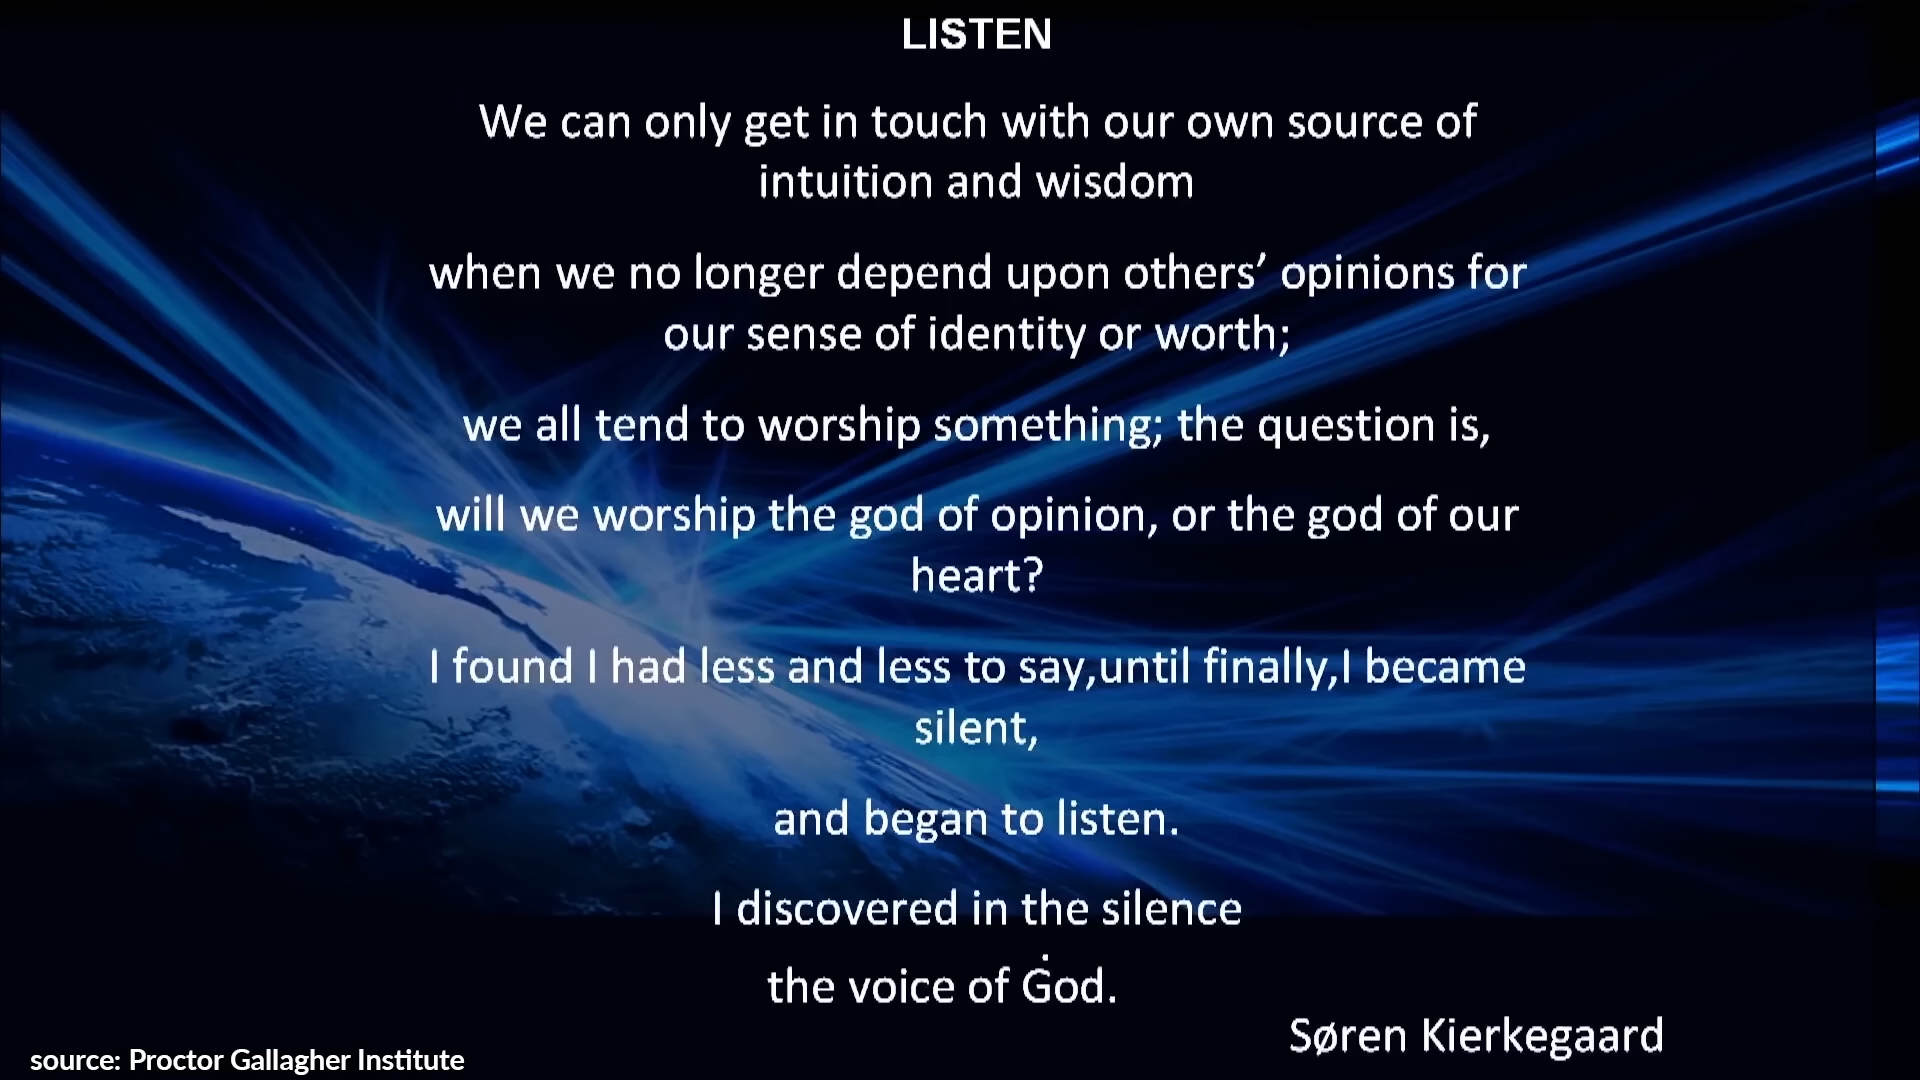 LISTEN
We can only get in touch with our own source of
intuition and wisdom
when we no longer depend upon others’ opinions for
our sense of identity or worth;
we all tend to worship something; the question is,
will we worship the god of opinion, or the god of our
heart?
I found I had less and less to say,until finally,I became
silent,
and began to listen.
I discovered in the silence
the voice of God.
Søren Kierkegaard
source: Proctor Gallagher Institute